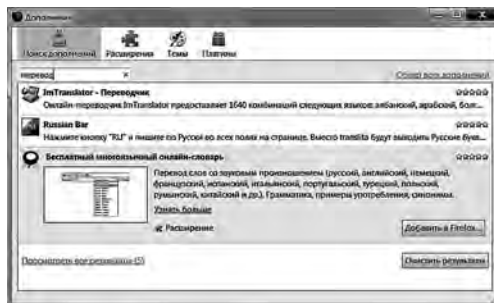 Дополнения
Поиск дополнений Расширения Темы Плагины
перевод
Обзор всех дополнений
ImTranslator - Переводчик
Онлайн-переводчик ImTranslator предоставляет 1640 комбинаций следующих языков: албанский, арабский, болг...
Russian Bar
Нажмите кнопку "RU" и пишите по Русски во всех полях на странице. Вместо translita будут выходить Русские букв...
Бесплатный многоязычный онлайн-словарь
Перевод слов со звуковым произношением (русский, английский, немецкий,
французский, испанский, итальянский, португальский, турецкий, польский,
румынский, китайский и др.). Грамматика, примеры употребления, синонимы.
Узнать больше
Расширение
Добавить в Firefox...
Просмотреть все результаты (5)
Очистить результаты